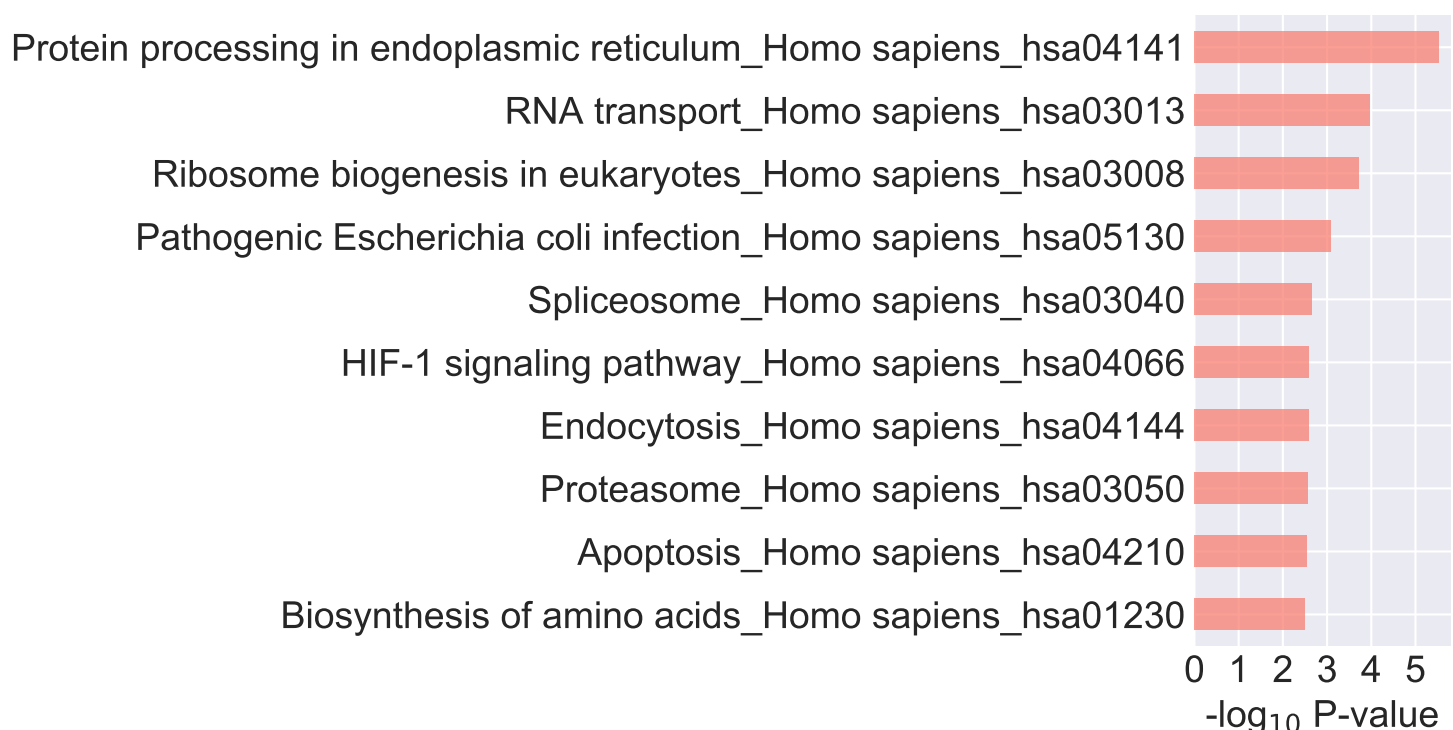 Protein processing in endoplasmic reticulum_Homo sapiens_hsa04141
RNA transport_Homo sapiens_hsa03013
Ribosome biogenesis in eukaryotes_Homo sapiens_hsa03008
Pathogenic Escherichia coli infection_Homo sapiens_hsa05130
Spliceosome_Homo sapiens_hsa03040
HIF-1 signaling pathway_Homo sapiens_hsa04066
Endocytosis_Homo sapiens_hsa04144
Proteasome_Homo sapiens_hsa03050
Apoptosis_Homo sapiens_hsa04210
Biosynthesis of amino acids_Homo sapiens_hsa01230
0 1 2 3 4 5
-log₁₀ P-value